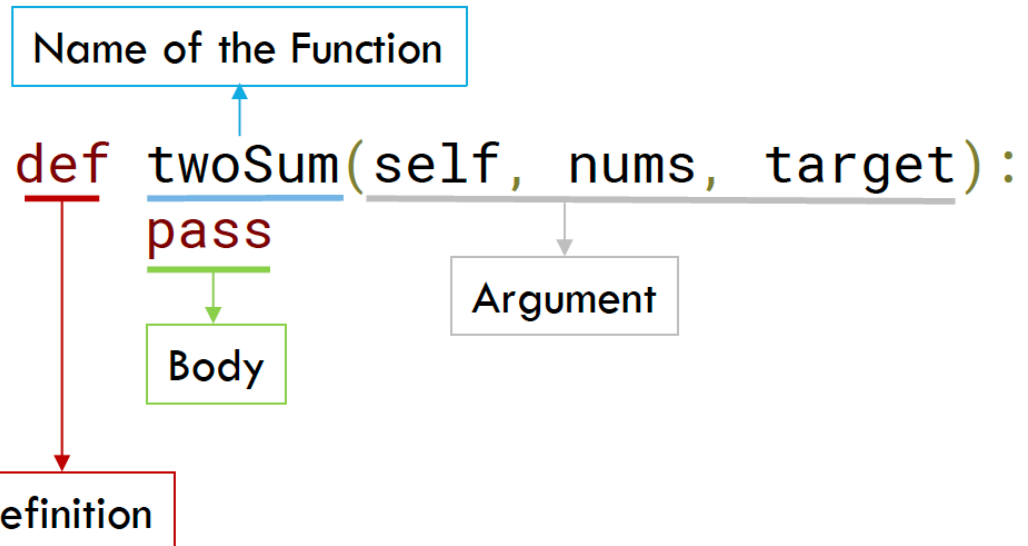 Name of the Function
def twoSum(self, nums, target):
pass
Argument
Body
efinition